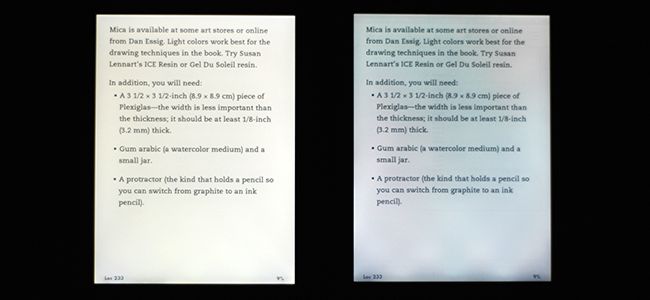 Mica is available at some art stores or online
from Dan Essig. Light colors work best for the
drawing techniques in the book. Try Susan
Lennart's ICE Resin or Gel Du Soleil resin.
In addition, you will need:
• A 3 1/2 × 3 1/2-inch (8.9 × 8.9 cm) piece of
Plexiglas—the width is less important than
the thickness; it should be at least 1/8-inch
(3.2 mm) thick.
• Gum arabic (a watercolor medium) and a
small jar.
• A protractor (the kind that holds a pencil so
you can switch from graphite to an ink
pencil).
Loc 233 9%
Mica is available at some art stores or online
from Dan Essig. Light colors work best for the
drawing techniques in the book. Try Susan
Lennart's ICE Resin or Gel Du Soleil resin.
In addition, you will need:
• A 3 1/2 × 3 1/2-inch (8.9 × 8.9 cm) piece of
Plexiglas—the width is less important than
the thickness; it should be at least 1/8-inch
(3.2 mm) thick.
• Gum arabic (a watercolor medium) and a
small jar.
• A protractor (the kind that holds a pencil so
you can switch from graphite to an ink
pencil).
Loc 233 9%